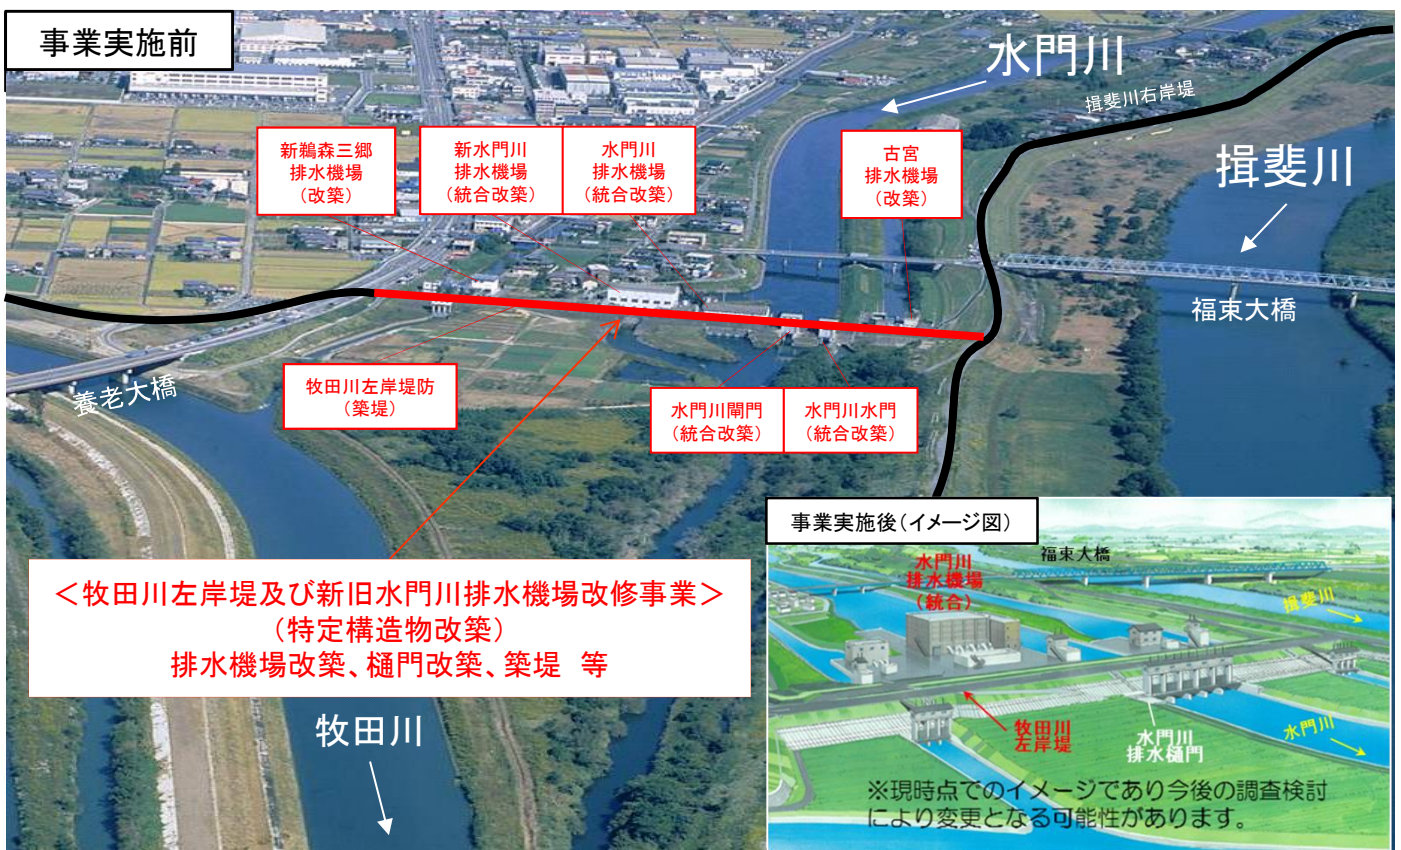 事業実施前
水門川
揖斐川右岸堤
揖斐川
新鵜森三郷
排水機場
（改築）
新水門川
排水機場
（統合改築）
水門川
排水機場
（統合改築）
古宮
排水機場
（改築）
福束大橋
養老大橋
牧田川左岸堤防
（築堤）
水門川閘門
（統合改築）
水門川水門
（統合改築）
＜牧田川左岸堤及び新旧水門川排水機場改修事業＞
（特定構造物改築）
排水機場改築、樋門改築、築堤　等
牧田川
事業実施後（イメージ図）
福束大橋
水門川
排水機場
（統合）
揖斐川
牧田川
左岸堤
水門川
排水樋門
水門川
※現時点でのイメージであり今後の調査検討
により変更となる可能性があります。